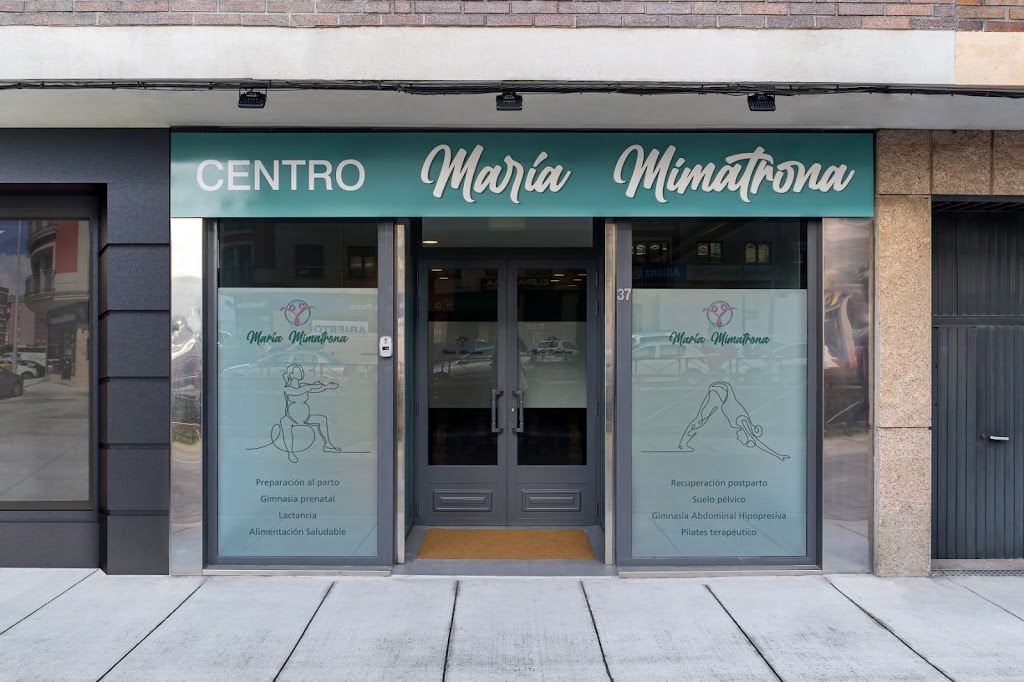 CENTRO María Mimatrona
37
María Mimatrona
Preparación al parto
Gimnasia prenatal
Lactancia
Alimentación Saludable
María Mimatrona
Recuperación postparto
Suelo pélvico
Gimnasia Abdominal Hipopresiva
Pilates terapéutico